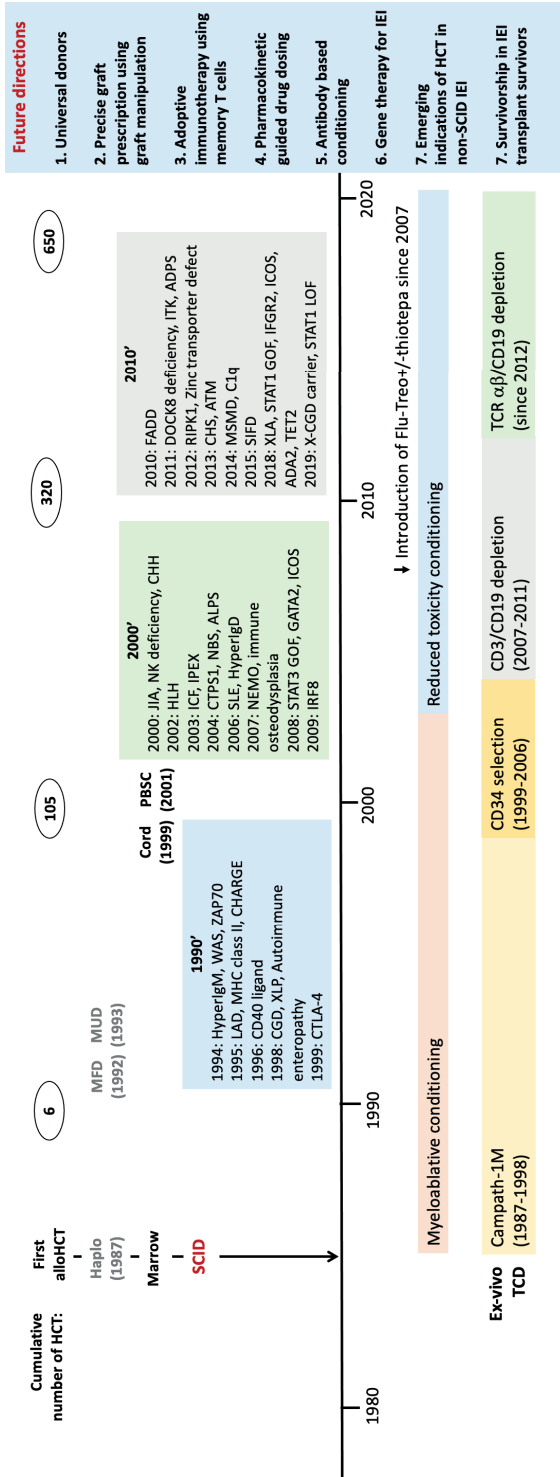 Cumulative
number of HCT:
6
105
320
650
First
alloHCT
Haplo
(1987)
Marrow
SCID
MFD
(1992)
MUD
(1993)
Cord
(1999)
PBSC
(2001)
1990’
1994: HyperIgM, WAS, ZAP70
1995: LAD, MHC class II, CHARGE
1996: CD40 ligand
1998: CGD, XLP, Autoimmune
enteropathy
1999: CTLA-4
2000’
2000: JIA, NK deficiency, CHH
2002: HLH
2003: ICF, IPEX
2004: CTPS1, NBS, ALPS
2006: SLE, HyperIgD
2007: NEMO, immune
osteodysplasia
2008: STAT3 GOF, GATA2, ICOS
2009: IRF8
2010’
2010: FADD
2011: DOCK8 deficiency, ITK, ADPS
2012: RIPK1, Zinc transporter defect
2013: CHS, ATM
2014: MSMD, C1q
2015: SIFD
2018: XLA, STAT1 GOF, IFGR2, ICOS,
ADA2, TET2
2019: X-CGD carrier, STAT1 LOF
1980
1990
2000
2010
2020
Introduction of Flu-Treo+/-thiotepa since 2007
Myeloablative conditioning
Reduced toxicity conditioning
Ex-vivo
TCD
Campath-1M
(1987-1998)
CD34 selection
(1999-2006)
CD3/CD19 depletion
(2007-2011)
TCR αβ/CD19 depletion
(since 2012)
Future directions
1. Universal donors
2. Precise graft
prescription using
graft manipulation
3. Adoptive
immunotherapy using
memory T cells
4. Pharmacokinetic
guided drug dosing
5. Antibody based
conditioning
6. Gene therapy for IEI
7. Emerging
indications of HCT in
non-SCID IEI
7. Survivorship in IEI
transplant survivors